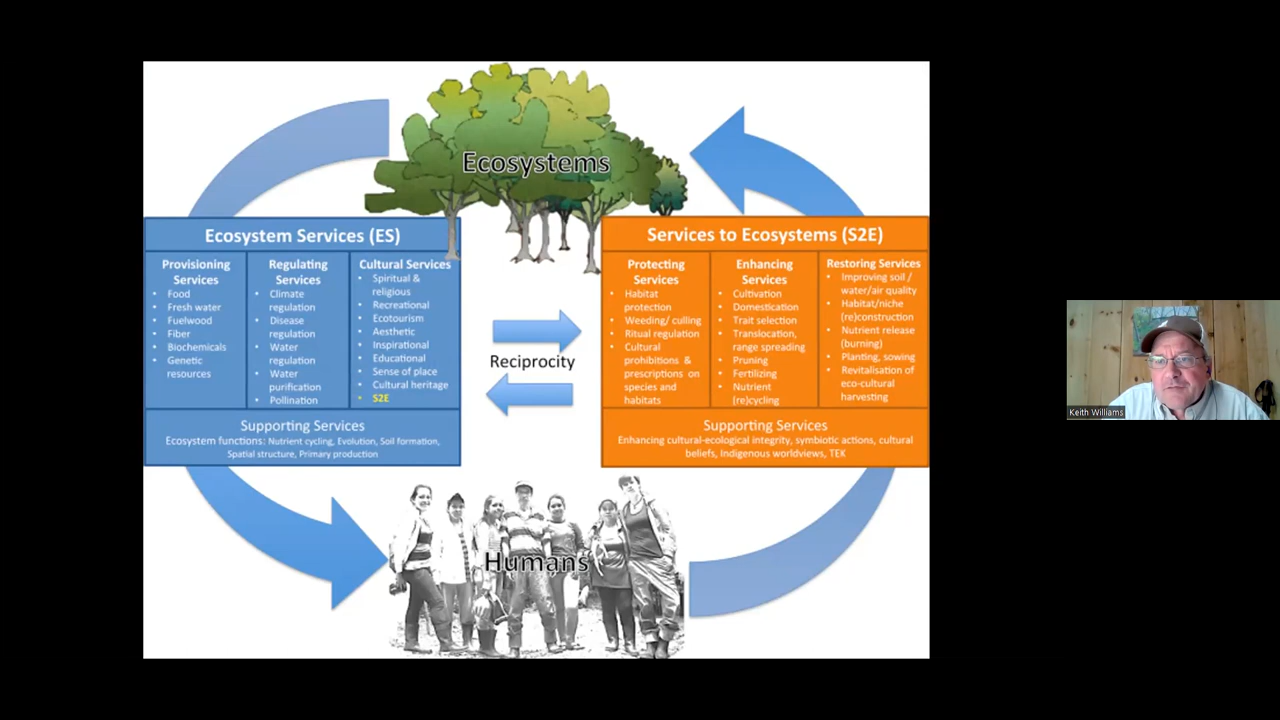 Ecosystems
Ecosystem Services (ES)
Provisioning
Services
• Food
• Fresh water
• Fuelwood
• Fiber
• Biochemicals
• Genetic
resources
Regulating
Services
• Climate
regulation
• Disease
regulation
• Water
regulation
• Water
purification
• Pollination
Cultural Services
• Spiritual &
religious
• Recreational
• Ecotourism
• Aesthetic
• Inspirational
• Educational
• Sense of place
• Cultural heritage
• S2E
Supporting Services
Ecosystem functions: Nutrient cycling, Evolution, Soil formation,
Spatial structure, Primary production
Reciprocity
Services to Ecosystems (S2E)
Protecting
Services
• Habitat
protection
• Weeding/ culling
• Ritual regulation
• Cultural
prohibitions &
prescriptions on
species and
habitats
Enhancing
Services
• Cultivation
• Domestication
• Trait selection
• Translocation,
range spreading
• Pruning
• Fertilizing
• Nutrient
(re)cycling
Restoring Services
• Improving soil /
water/air quality
• Habitat/niche
(re)construction
• Nutrient release
(burning)
• Planting, sowing
• Revitalisation of
eco-cultural
harvesting
Supporting Services
Enhancing cultural-ecological integrity, symbiotic actions, cultural
beliefs, Indigenous worldviews, TEK
Humans
Keith Williams